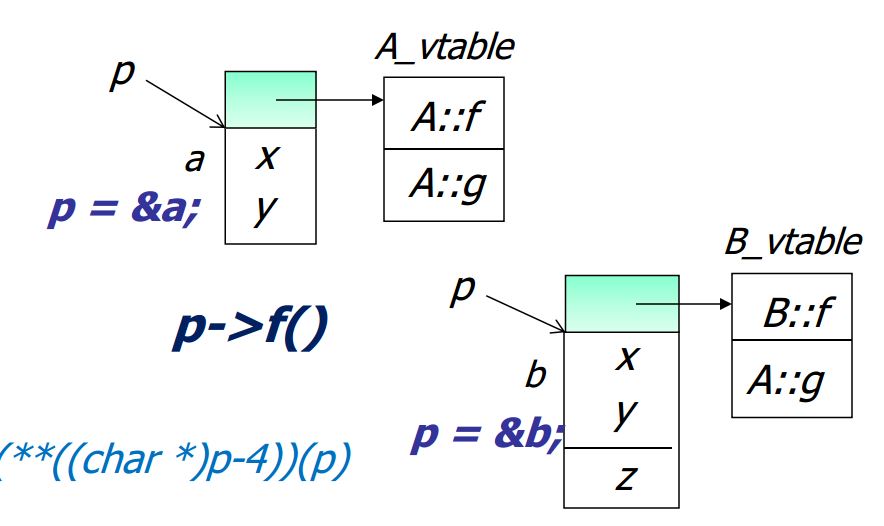 A_vtable
p
A::f
a
x
A::g
p = &a;
y
B_vtable
p
B::f
p->f()
x
b
A::g
y
p = &b;
(**((char *)p-4))(p)
z